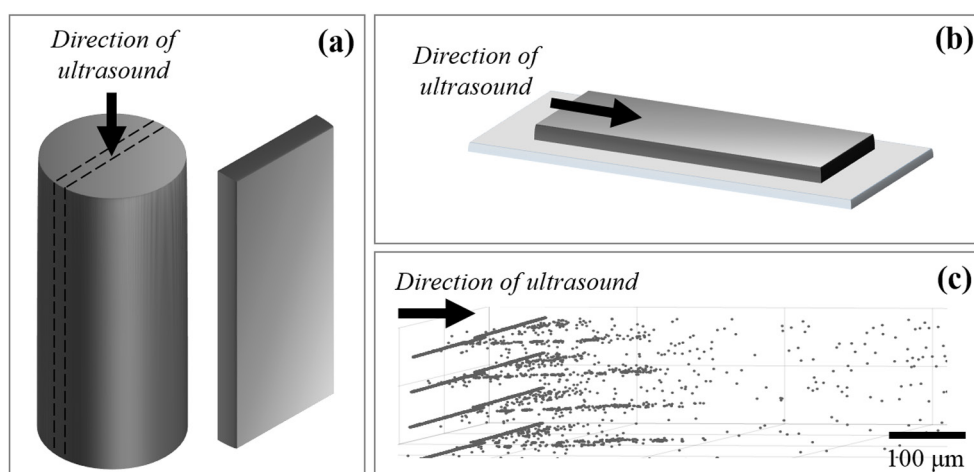 (a)
Direction of
ultrasound
(b)
Direction of
ultrasound
(c)
Direction of ultrasound
100 μm